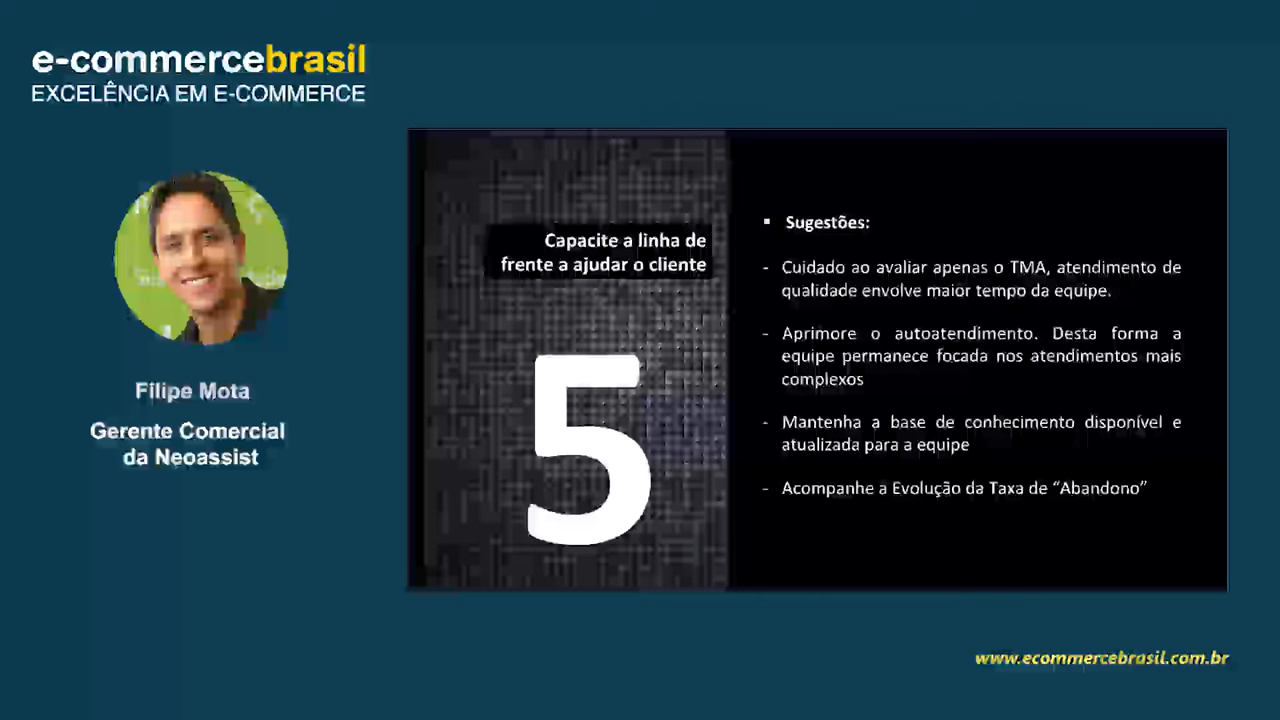 e-commercebrasil
EXCELÊNCIA EM E-COMMERCE
Filipe Mota
Gerente Comercial
da Neoassist
Capacite a linha de
frente a ajudar o cliente
5
▪ Sugestões:
- Cuidado ao avaliar apenas o TMA, atendimento de
qualidade envolve maior tempo da equipe.
- Aprimore o autoatendimento. Desta forma a
equipe permanece focada nos atendimentos mais
complexos
- Mantenha a base de conhecimento disponível e
atualizada para a equipe
- Acompanhe a Evolução da Taxa de “Abandono”
www.ecommercebrasil.com.br